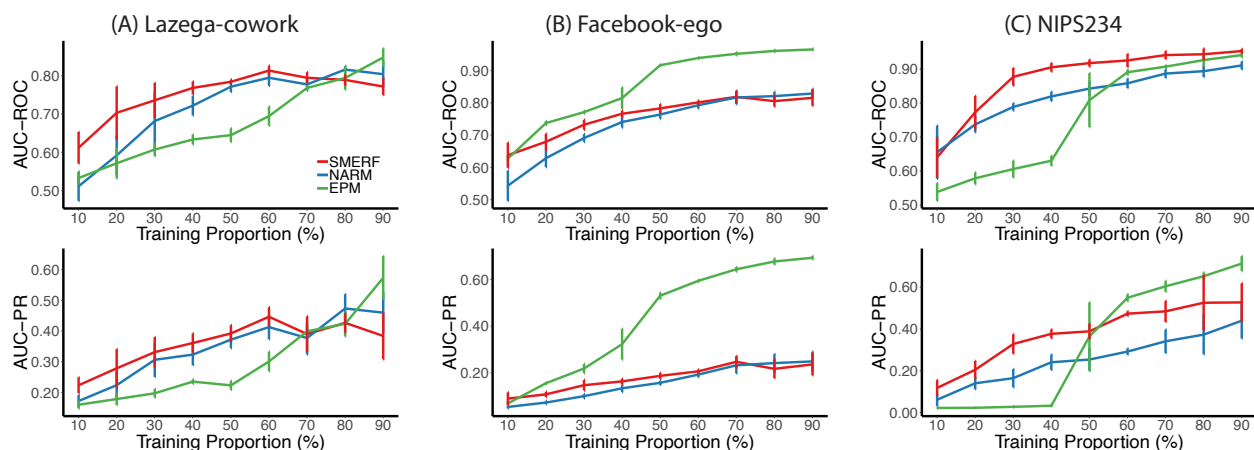 (A) Lazega-cowork
(B) Facebook-ego
(C) NIPS234
AUC−ROC
0.80
0.70
0.60
0.50
SMERF
NARM
EPM
10 20 30 40 50 60 70 80 90
Training Proportion (%)
AUC−ROC
0.90
0.80
0.70
0.60
0.50
10 20 30 40 50 60 70 80 90
Training Proportion (%)
AUC−ROC
0.90
0.80
0.70
0.60
0.50
10 20 30 40 50 60 70 80 90
Training Proportion (%)
AUC−PR
0.60
0.50
0.40
0.30
0.20
10 20 30 40 50 60 70 80 90
Training Proportion (%)
AUC−PR
0.60
0.40
0.20
10 20 30 40 50 60 70 80 90
Training Proportion (%)
AUC−PR
0.60
0.40
0.20
0.00
10 20 30 40 50 60 70 80 90
Training Proportion (%)